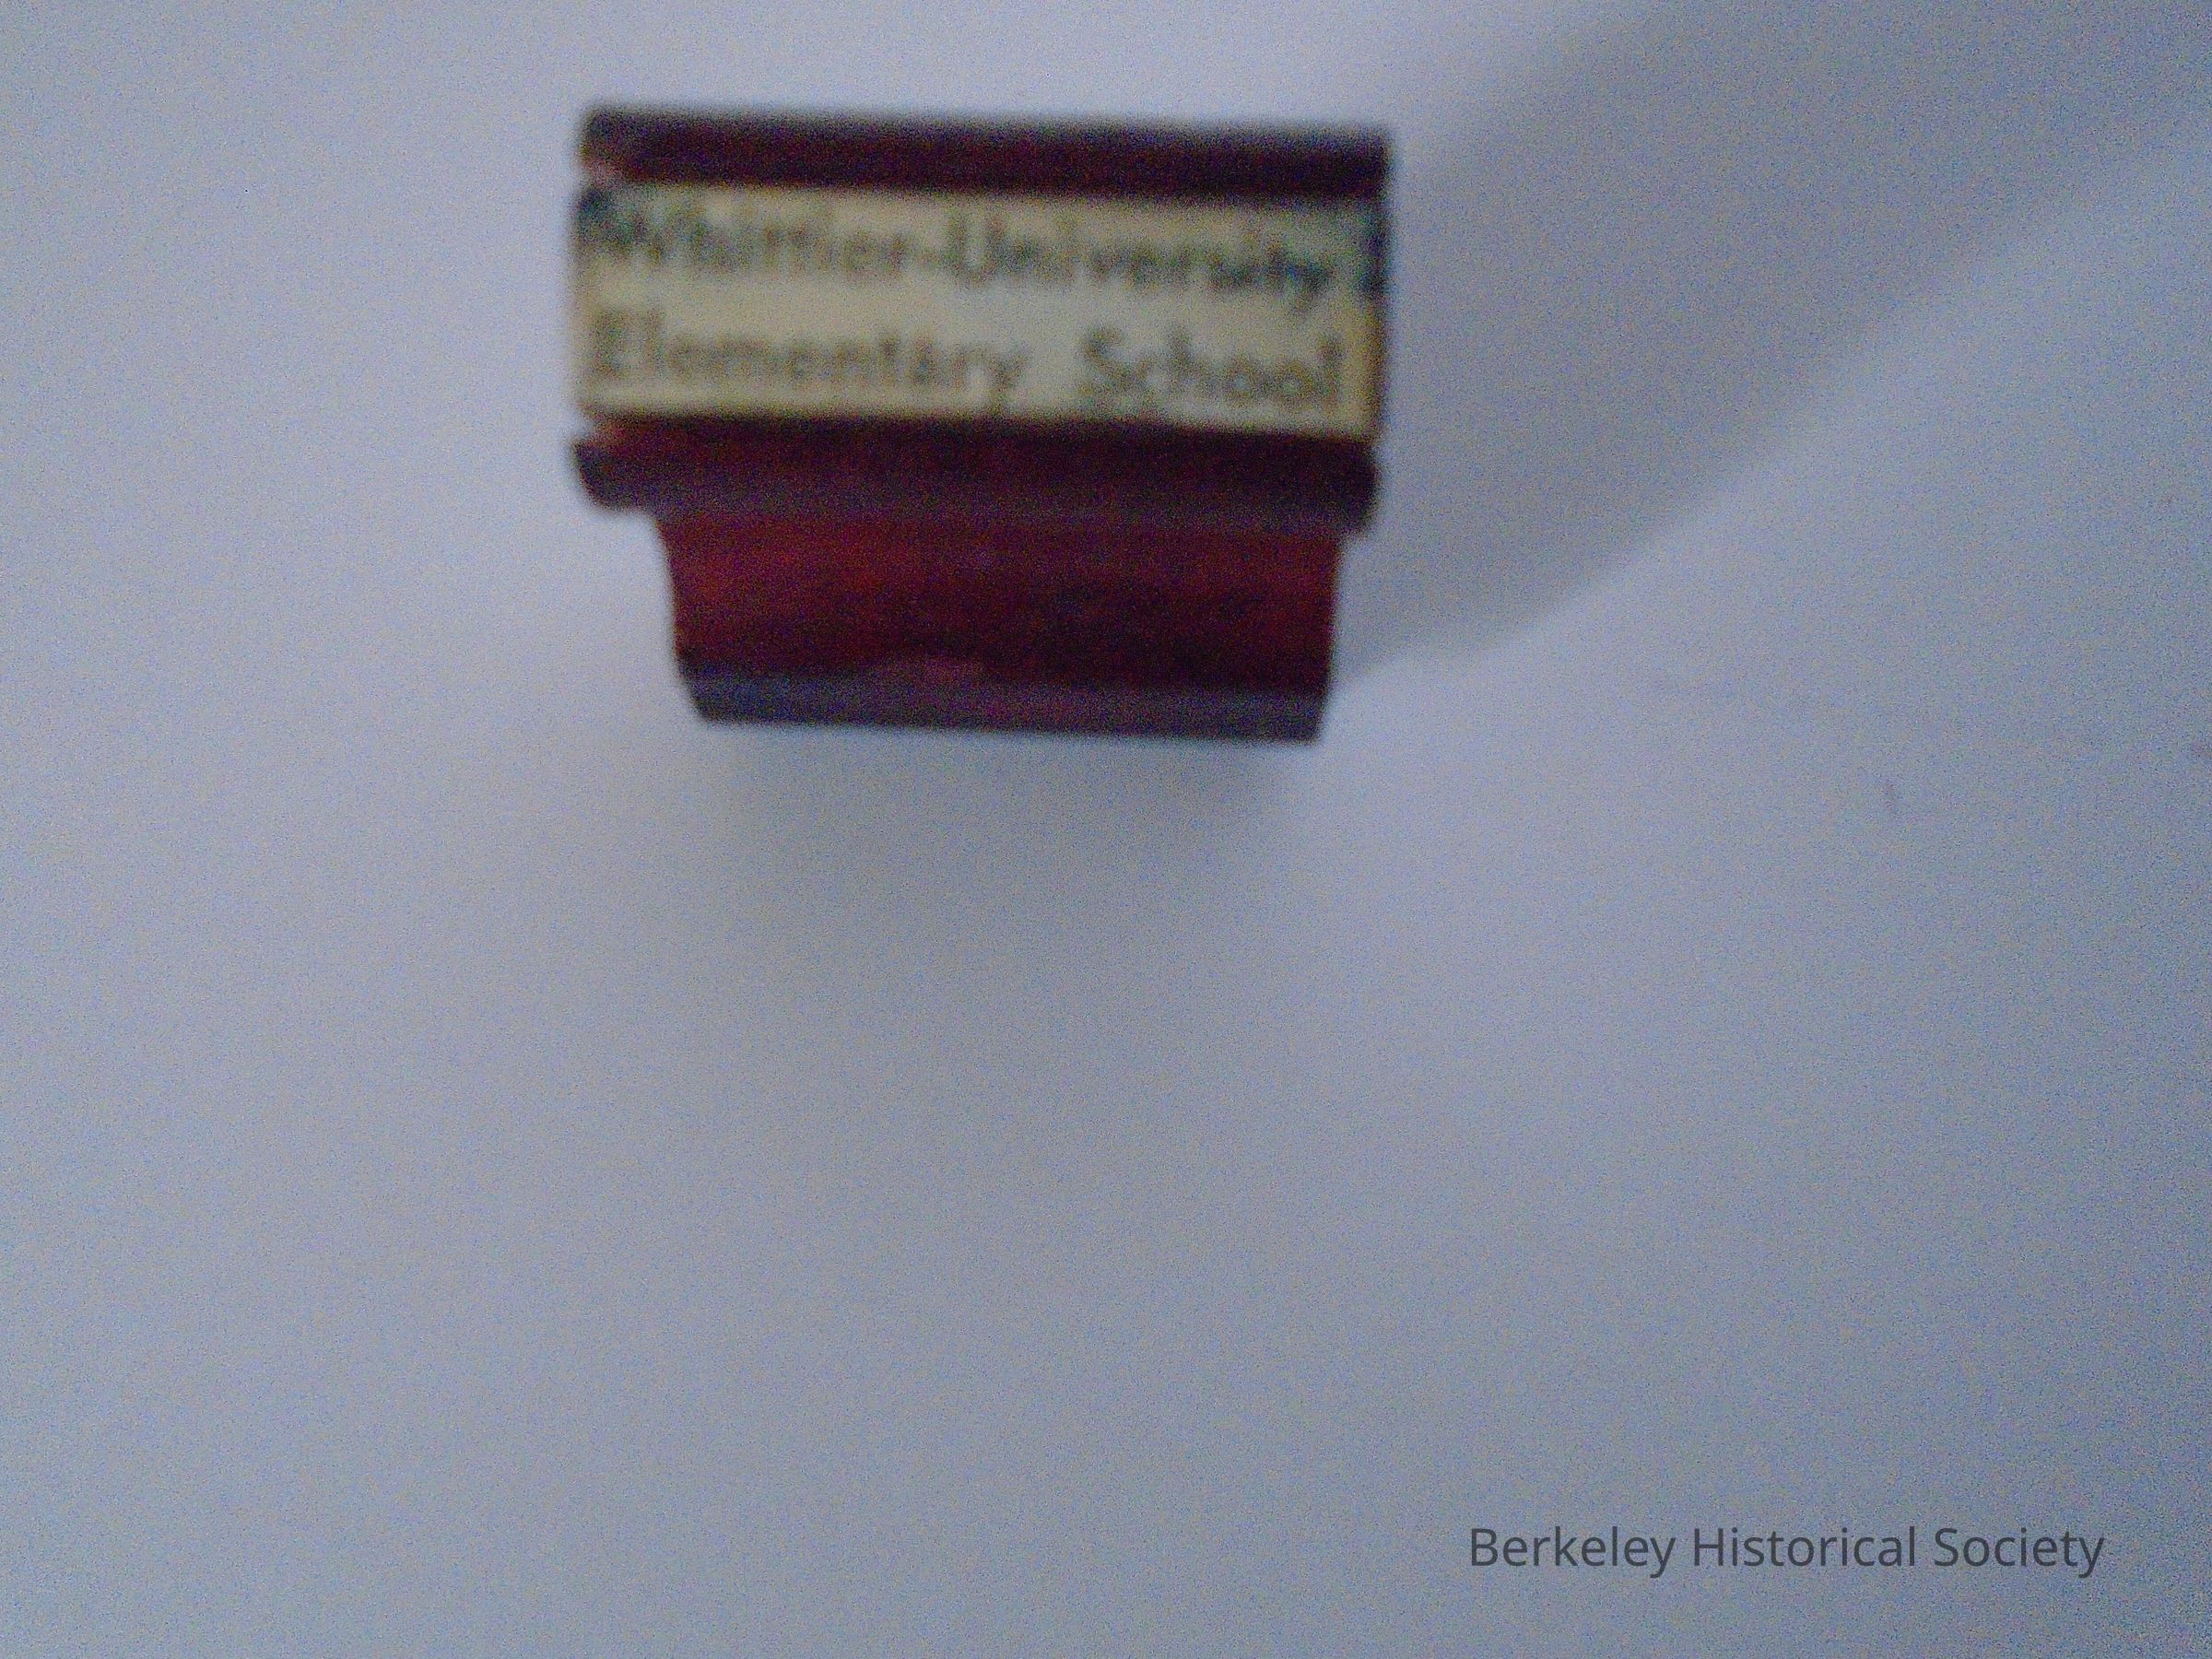 Whittier-University
Elementary School
Berkeley Historical Society